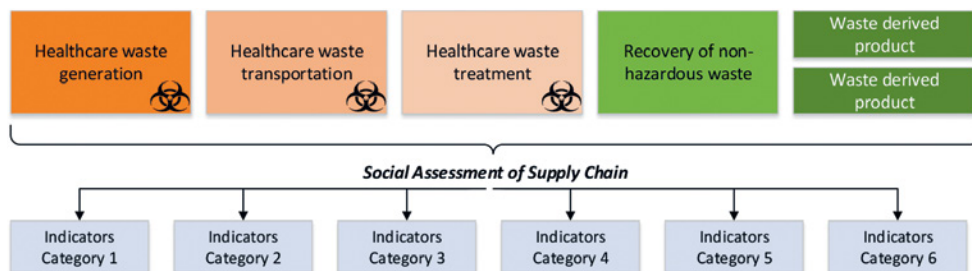 Healthcare waste
generation
Healthcare waste
transportation
Healthcare waste
treatment
Recovery of non-
hazardous waste
Waste derived
product
Waste derived
product
Social Assessment of Supply Chain
Indicators
Category 1
Indicators
Category 2
Indicators
Category 3
Indicators
Category 4
Indicators
Category 5
Indicators
Category 6